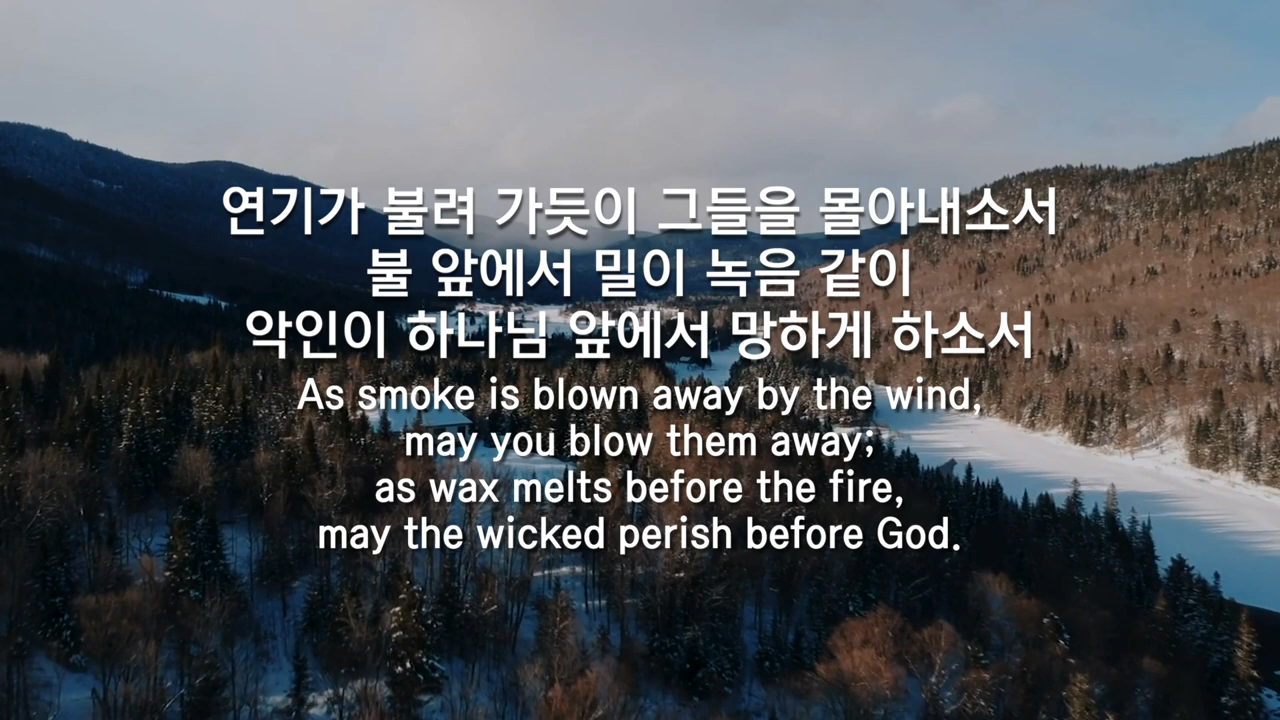 연기가 불려 가듯이 그들을 몰아내소서
불 앞에서 밀이 녹음 같이
악인이 하나님 앞에서 망하게 하소서
As smoke is blown away by the wind,
may you blow them away;
as wax melts before the fire,
may the wicked perish before God.